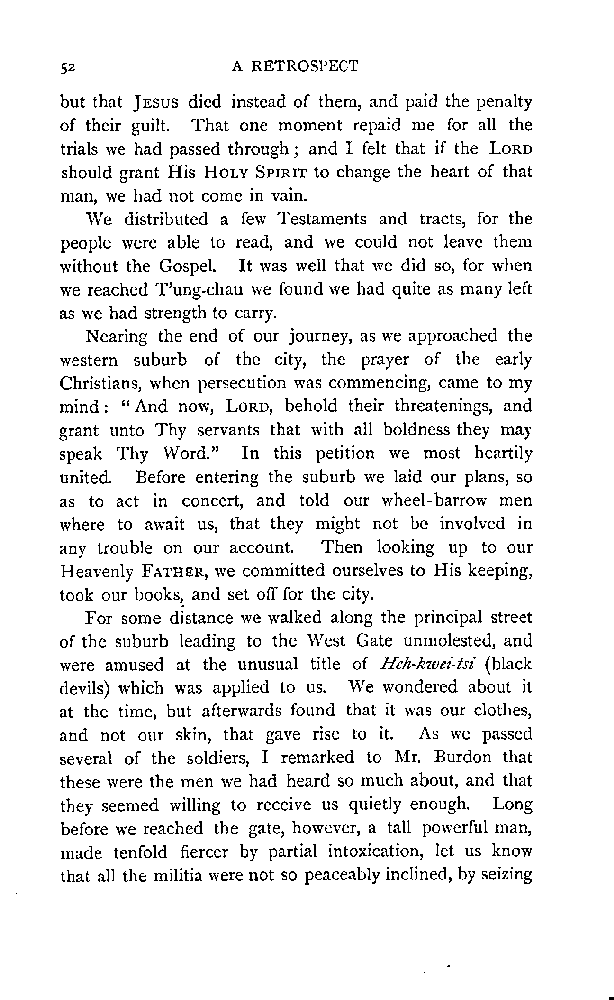 52 A RETROSPECT
but that JESUS died instead of them, and paid the penalty
of their guilt. That one moment repaid me for all the
trials we had passed through; and I felt that if the LORD
should grant His HOLY SPIRIT to change the heart of that
man, we had not come in vain.
We distributed a few Testaments and tracts, for the
people were able to read, and we could not leave them
without the Gospel. It was well that we did so, for when
we reached T'ung-chau we found we had quite as many left
as we had strength to carry.
Nearing the end of our journey, as we approached the
western suburb of the city, the prayer of the early
Christians, when persecution was commencing, came to my
mind: "And now, LORD, behold their threatenings, and
grant unto Thy servants that with all boldness they may
speak Thy Word." In this petition we most heartily
united. Before entering the suburb we laid our plans, so
as to act in concert, and told our wheel-barrow men
where to await us, that they might not be involved in
any trouble on our account. Then looking up to our
Heavenly FATHER, we committed ourselves to His keeping,
took our books, and set off for the city.
For some distance we walked along the principal street
of the suburb leading to the West Gate unmolested, and
were amused at the unusual title of Heh-kwei-tsi (black
devils) which was applied to us. We wondered about it
at the time, but afterwards found that it was our clothes,
and not our skin, that gave rise to it. As we passed
several of the soldiers, I remarked to Mr. Burdon that
these were the men we had heard so much about, and that
they seemed willing to receive us quietly enough. Long
before we reached the gate, however, a tall powerful man,
made tenfold fiercer by partial intoxication, let us know
that all the militia were not so peaceably inclined, by seizing